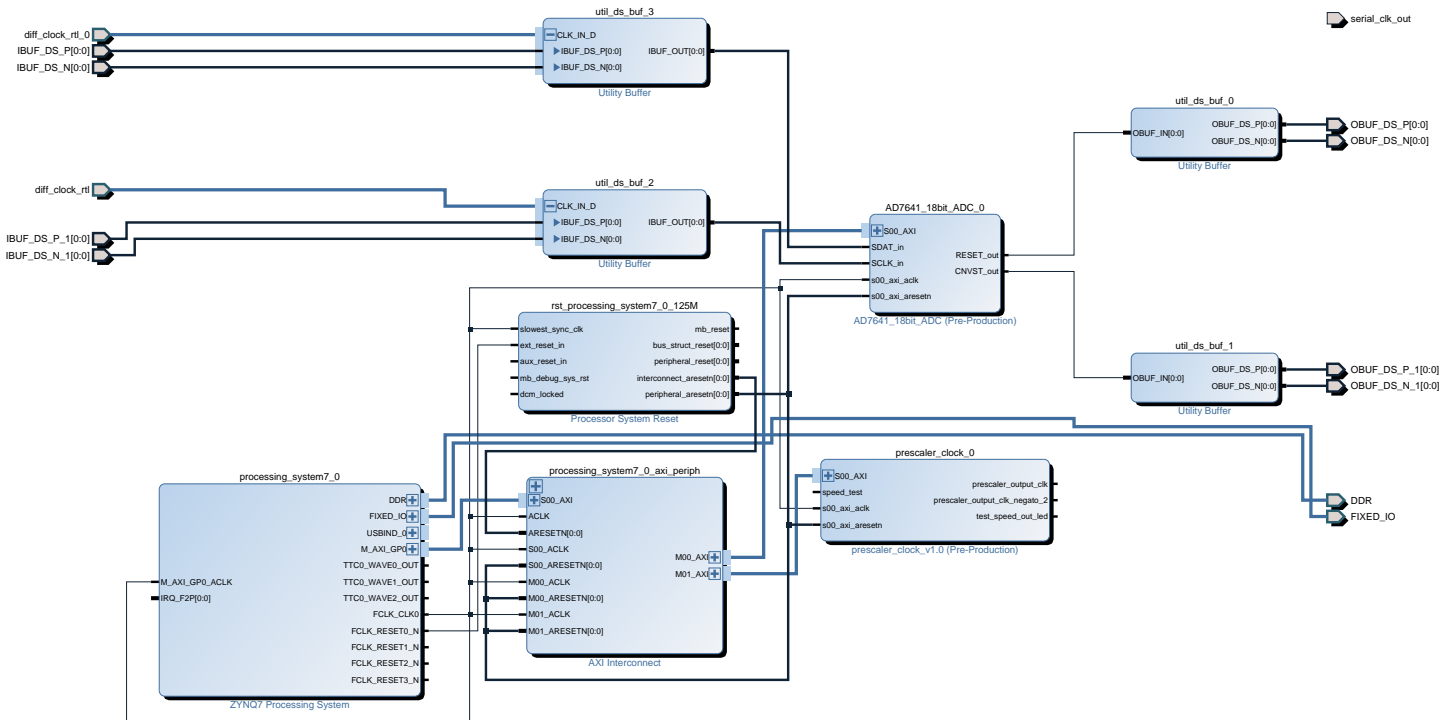 util_ds_buf_3
diff_clock_rtl_0
IBUF_DS_P[0:0]
IBUF_DS_N[0:0]
CLK_IN_D
IBUF_DS_P[0:0]
IBUF_DS_N[0:0]
IBUF_OUT[0:0]
Utility Buffer
serial_clk_out
util_ds_buf_0
OBUF_IN[0:0]
OBUF_DS_P[0:0]
OBUF_DS_N[0:0]
Utility Buffer
OBUF_DS_P[0:0]
OBUF_DS_N[0:0]
util_ds_buf_2
diff_clock_rtl
IBUF_DS_P_1[0:0]
IBUF_DS_N_1[0:0]
CLK_IN_D
IBUF_DS_P[0:0]
IBUF_DS_N[0:0]
IBUF_OUT[0:0]
Utility Buffer
AD7641_18bit_ADC_0
S00_AXI
SDAT_in
SCLK_in
s00_axi_aclk
s00_axi_aresetn
RESET_out
CNVST_out
AD7641_18bit_ADC (Pre-Production)
rst_processing_system7_0_125M
slowest_sync_clk
ext_reset_in
aux_reset_in
mb_debug_sys_rst
dcm_locked
mb_reset
bus_struct_reset[0:0]
peripheral_reset[0:0]
interconnect_aresetn[0:0]
peripheral_aresetn[0:0]
Processor System Reset
util_ds_buf_1
OBUF_IN[0:0]
OBUF_DS_P[0:0]
OBUF_DS_N[0:0]
Utility Buffer
OBUF_DS_P_1[0:0]
OBUF_DS_N_1[0:0]
processing_system7_0
M_AXI_GP0_ACLK
IRQ_F2P[0:0]
DDR
FIXED_IO
USBIND_0
M_AXI_GP0
TTC0_WAVE0_OUT
TTC0_WAVE1_OUT
TTC0_WAVE2_OUT
FCLK_CLK0
FCLK_RESET0_N
FCLK_RESET1_N
FCLK_RESET2_N
FCLK_RESET3_N
ZYNQ7 Processing System
processing_system7_0_axi_periph
S00_AXI
ACLK
ARESETN[0:0]
S00_ACLK
S00_ARESETN[0:0]
M00_ACLK
M00_ARESETN[0:0]
M01_ACLK
M01_ARESETN[0:0]
M00_AXI
M01_AXI
AXI Interconnect
prescaler_clock_0
S00_AXI
speed_test
s00_axi_aclk
s00_axi_aresetn
prescaler_output_clk
prescaler_output_clk_negato_2
test_speed_out_led
prescaler_clock_v1.0 (Pre-Production)
DDR
FIXED_IO